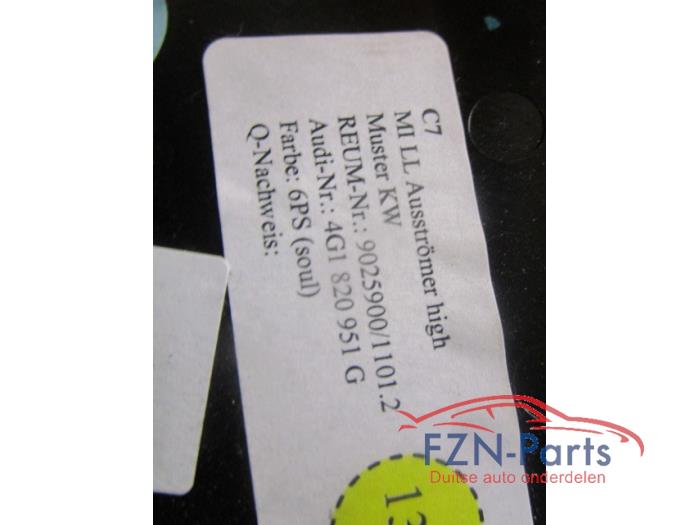 C7
MI LL Ausströmer high
Muster KW
REUM-Nr.: 9025900/1101.2
Audi-Nr.: 4G1 820 951 G
Farbe: 6PS (soul)
Q-Nachweis:
13
FZN-Parts
Duitse auto onderdelen